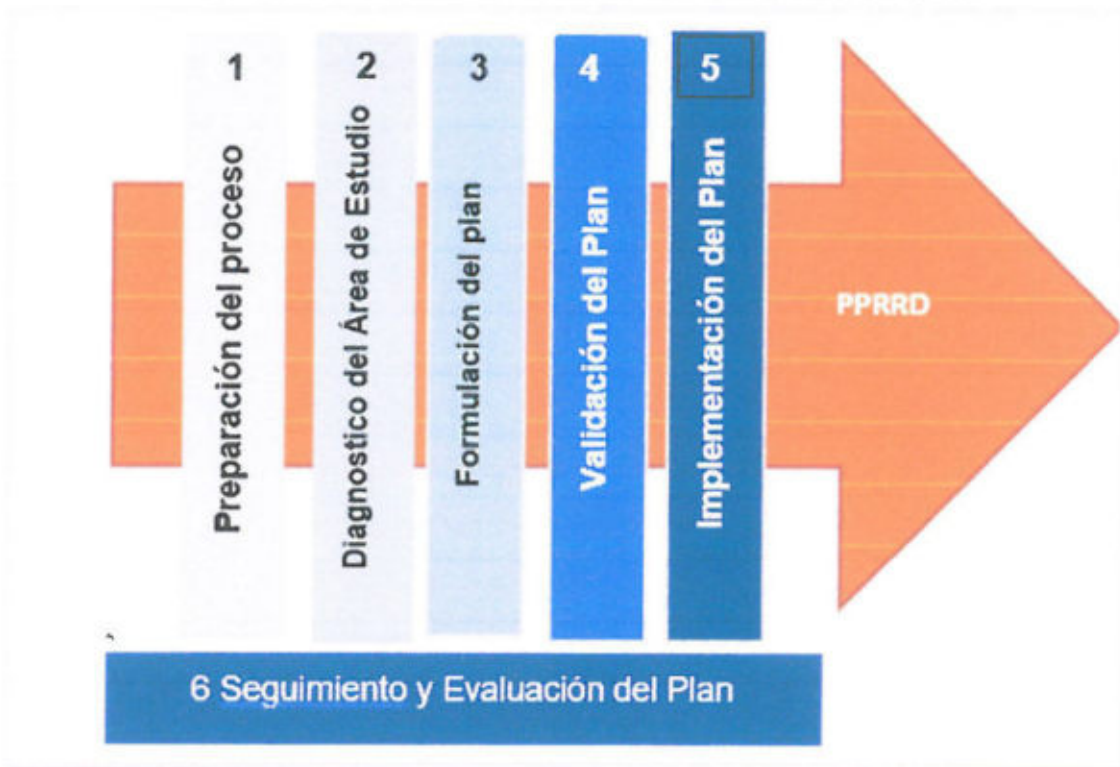 1
Preparación del proceso
2
Diagnostico del Área de Estudio
3
Formulación del plan
4
Validación del Plan
5
Implementación del Plan
PPRRD
6 Seguimiento y Evaluación del Plan